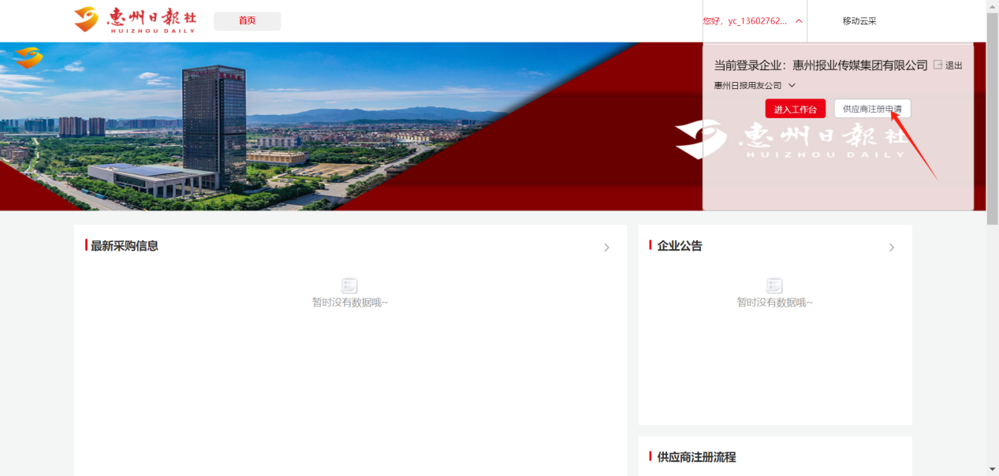 惠州日報社
HUIZHOU DAILY
首页
您好，yc_13602762...
移动云采
当前登录企业：惠州报业传媒集团有限公司
退出
惠州日报用友公司
进入工作台
供应商注册申请
惠州日報社
HUIZHOU DAILY
最新采购信息
暂时没有数据哦~
企业公告
暂时没有数据哦~
供应商注册流程